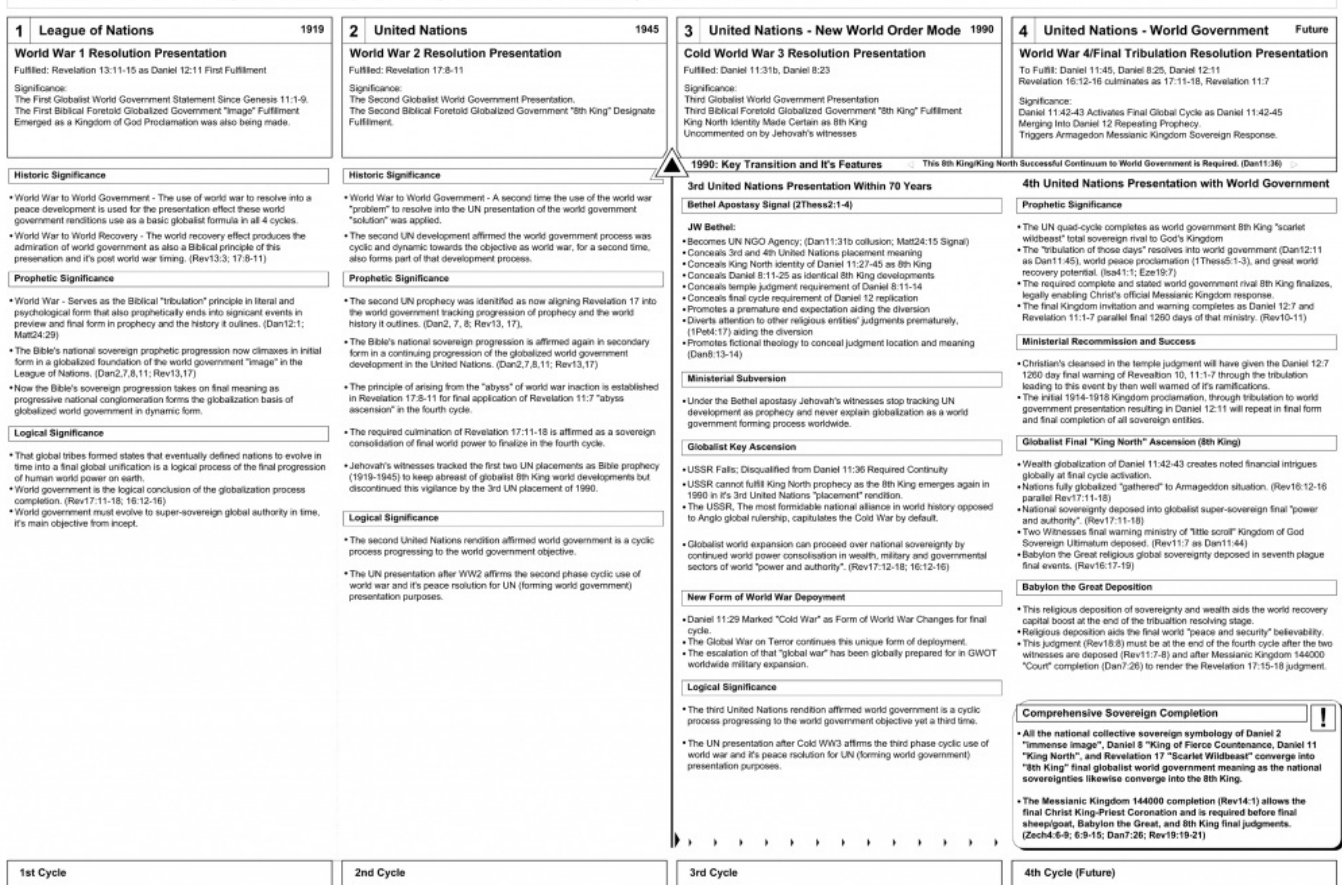 1 League of Nations 1919
World War 1 Resolution Presentation
Fulfilled: Revelation 13:11-15 as Daniel 12:11 First Fulfillment
Significance:
The First Globalist World Government Statement Since Genesis 11:1-9.
The First Biblical Foretold Globalized Government "Image" Fulfillment
Emerged as a Kingdom of God Proclamation was also being made.
Historic Significance
• World War to World Government - The use of world war to resolve into a
peace development is used for the presentation effect these world
government renditions use as a basic globalist formula in all 4 cycles.
• World War to World Recovery - The world recovery effect produces the
admiration of world government as also a Biblical principle of this
presenation and it's post world war timing. (Rev13:3; 17:8-11)
Prophetic Significance
• World War - Serves as the Biblical "tribulation" principle in literal and
psychological form that also prophetically ends into signicant events in
preview and final form in prophecy and the history it oulines. (Dan12:1;
Matt24:29)
• The Bible's national sovereign prophetic progression now climaxes in initial
form in a globalized foundation of the world government "image" in the
League of Nations. (Dan2,7,8,11; Rev13,17)
• Now the Bible's sovereign progression takes on final meaning as
progressive national conglomeration forms the globalization basis of
globalized world government in dynamic form.
Logical Significance
• That global tribes formed states that eventually defined nations to evolve in
time into a final global unification is a logical process of the final progression
of human world power on earth.
• World government is the logical conclusion of the globalization process
completion. (Rev17:11-18; 16:12-16)
• World government must evolve to super-sovereign global authority in time,
it's main objective from incept.
1st Cycle
2 United Nations 1945
World War 2 Resolution Presentation
Fulfilled: Revelation 17:8-11
Significance:
The Second Globalist World Government Presentation.
The Second Biblical Foretold Globalized Government "8th King" Designate
Fulfillment.
Historic Significance
• World War to World Government - A second time the use of the world war
"problem" to resolve into the UN presentation of the world government
"solution" was applied.
• The second UN development affirmed the world government process was
cyclic and dynamic towards the objective as world war, for a second time,
also forms part of that development process.
Prophetic Significance
• The second UN prophecy was idenitifed as now aligning Revelation 17 into
the world government tracking progression of prophecy and the world
history it outlines. (Dan2, 7, 8; Rev13, 17),
• The Bible's national sovereign progression is affirmed again in secondary
form in a continuing progression of the globalized world government
development in the United Nations. (Dan2,7,8,11; Rev13,17)
• The principle of arising from the "abyss" of world war inaction is established
in Revelation 17:8-11 for final application of Revelation 11:7 "abyss
ascension" in the fourth cycle.
• The required culmination of Revelation 17:11-18 is affirmed as a sovereign
consolidation of final world power to finalize in the fourth cycle.
• Jehovah's witnesses tracked the first two UN placements as Bible prophecy
(1919-1945) to keep abreast of globalist 8th King world developments but
discontinued this vigilance by the 3rd UN placement of 1990.
Logical Significance
• The second United Nations rendition affirmed world government is a cyclic
process progressing to the world government objective.
• The UN presentation after WW2 affirms the second phase cyclic use of
world war and it's peace rsolution for UN (forming world government)
presentation purposes.
2nd Cycle
3 United Nations - New World Order Mode 1990
Cold World War 3 Resolution Presentation
Fulfilled: Daniel 11:31b, Daniel 8:23
Significance:
Third Globalist World Government Presentation
Third Biblical Foretold Globalized Government "8th King" Fulfillment
King North Identity Made Certain as 8th King
Uncommented on by Jehovah's witnesses
1990: Key Transition and It's Features
This 8th King/King North Successful Continuum to World Government is Required. (Dan11:36)
3rd United Nations Presentation Within 70 Years
Bethel Apostasy Signal (2Thess2:1-4)
JW Bethel:
• Becomes UN NGO Agency; (Dan11:31b collusion; Matt24:15 Signal)
• Conceals 3rd and 4th United Nations placement meaning
• Conceals King North identity of Daniel 11:27-45 as 8th King
• Conceals Daniel 8:11-25 as identical 8th King developments
• Conceals temple judgment requirement of Daniel 8:11-14
• Conceals final cycle requirement of Daniel 12 replication
• Promotes a premature end expectation aiding the diversion
• Diverts attention to other religious entities' judgments prematurely,
(1Pet4:17) aiding the diversion
• Promotes fictional theology to conceal judgment location and meaning
(Dan8:13-14)
Ministerial Subversion
• Under the Bethel apostasy Jehovah's witnesses stop tracking UN
development as prophecy and never explain globalization as a world
government forming process worldwide.
Globalist Key Ascension
• USSR Falls; Disqualified from Daniel 11:36 Required Continuity
• USSR cannot fulfill King North prophecy as the 8th King emerges again in
1990 in it's 3rd United Nations "placement" rendition.
• The USSR, The most formidable national alliance in world history opposed
to Anglo global rulership, capitulates the Cold War by default.
• Globalist world expansion can proceed over national sovereignty by
continued world power consolisation in wealth, military and governmental
sectors of world "power and authority". (Rev17:12-18; 16:12-16)
New Form of World War Depoyment
• Daniel 11:29 Marked "Cold War" as Form of World War Changes for final
cycle.
• The Global War on Terror continues this unique form of deployment.
• The escalation of that "global war" has been globally prepared for in GWOT
worldwide military expansion.
Logical Significance
• The third United Nations rendition affirmed world government is a cyclic
process progressing to the world government objective yet a third time.
• The UN presentation after Cold WW3 affirms the third phase cyclic use of
world war and it's peace rsolution for UN (forming world government)
presentation purposes.
3rd Cycle
4 United Nations - World Government Future
World War 4/Final Tribulation Resolution Presentation
To Fulfill: Daniel 11:45, Daniel 8:25, Daniel 12:11
Revelation 16:12-16 culminates as 17:11-18, Revelation 11:7
Significance:
Daniel 11:42-43 Activates Final Global Cycle as Daniel 11:42-45
Merging Into Daniel 12 Repeating Prophecy.
Triggers Armagedon Messianic Kingdom Sovereign Response.
4th United Nations Presentation with World Government
Prophetic Significance
• The UN quad-cycle completes as world government 8th King "scarlet
wildbeast" total sovereign rival to God's Kingdom
• The "tribulation of those days" resolves into world government (Dan12:11
as Dan11:45), world peace proclamation (1Thess5:1-3), and great world
recovery potential. (Isa41:1; Eze19:7)
• The required complete and stated world government rival 8th King finalizes,
legally enabling Christ's official Messianic Kingdom response.
• The final Kingdom invitation and warning completes as Daniel 12:7 and
Revelation 11:1-7 parallel final 1260 days of that ministry. (Rev10-11)
Ministerial Recommission and Success
• Christian's cleansed in the temple judgment will have given the Daniel 12:7
1260 day final warning of Revealtion 10, 11:1-7 through the tribulation
leading to this event by then well warned of it's ramifications.
• The initial 1914-1918 Kingdom proclamation, through tribulation to world
government presentation resulting in Daniel 12:11 will repeat in final form
and final completion of all sovereign entities.
Globalist Final "King North" Ascension (8th King)
• Wealth globalization of Daniel 11:42-43 creates noted financial intrigues
globally at final cycle activation.
• Nations fully globalized "gathered" to Armageddon situation. (Rev16:12-16
parallel Rev17:11-18)
• National sovereignty deposed into globalist super-sovereign final "power
and authority". (Rev17:11-18)
• Two Witnesses final warning ministry of "little scroll" Kingdom of God
Sovereign Ultimatum deposed. (Rev11:7 as Dan11:44)
• Babylon the Great religious global sovereignty deposed in seventh plague
final events. (Rev16:17-19)
Babylon the Great Deposition
• This religious deposition of sovereignty and wealth aids the world recovery
capital boost at the end of the tribualtion resolving stage.
• Religious deposition aids the final world "peace and security" believability.
• This judgment (Rev18:8) must be at the end of the fourth cycle after the two
witnesses are deposed (Rev11:7-8) and after Messianic Kingdom 144000
"Court" completion (Dan7:26) to render the Revelation 17:15-18 judgment.
Comprehensive Sovereign Completion !
• All the national collective sovereign symbology of Daniel 2
"immense image", Daniel 8 "King of Fierce Countenance, Daniel 11
"King North", and Revelation 17 "Scarlet Wildbeast" converge into
"8th King" final globalist world government meaning as the national
sovereignties likewise converge into the 8th King.
• The Messianic Kingdom 144000 completion (Rev14:1) allows the
final Christ King-Priest Coronation and is required before final
sheep/goat, Babylon the Great, and 8th King final judgments.
(Zech4:6-9; 6:9-15; Dan7:26; Rev19:19-21)
4th Cycle (Future)